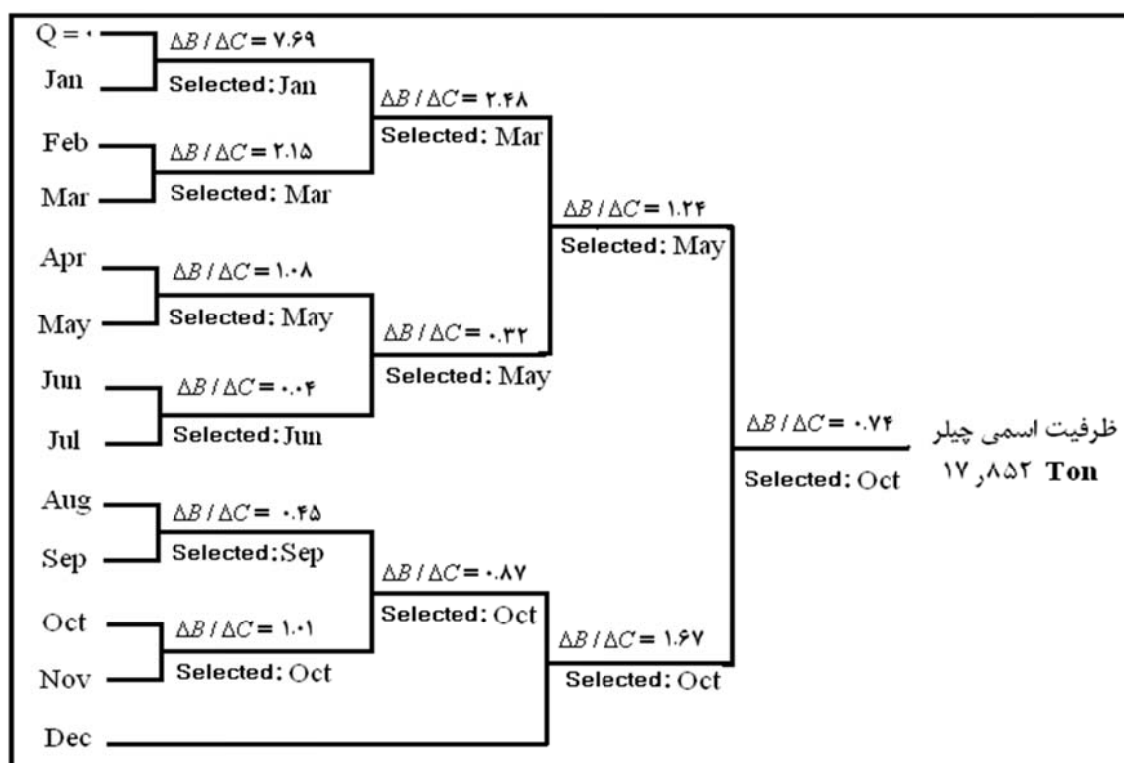 Q = ۰
Jan
ΔB / ΔC = ۷.۶۹
Selected: Jan
Feb
Mar
ΔB / ΔC = ۲.۱۵
Selected: Mar
ΔB / ΔC = ۲.۴۸
Selected: Mar
Apr
May
ΔB / ΔC = ۱.۰۸
Selected: May
Jun
Jul
ΔB / ΔC = ۰.۰۴
Selected: Jun
ΔB / ΔC = ۰.۳۲
Selected: May
ΔB / ΔC = ۱.۲۴
Selected: May
Aug
Sep
ΔB / ΔC = ۰.۴۵
Selected: Sep
Oct
Nov
ΔB / ΔC = ۱.۰۱
Selected: Oct
ΔB / ΔC = ۰.۸۷
Selected: Oct
Dec
ΔB / ΔC = ۱.۶۷
Selected: Oct
ΔB / ΔC = ۰.۷۴
Selected: Oct
ظرفیت اسمی چیلر
۱۷,۸۵۲ Ton